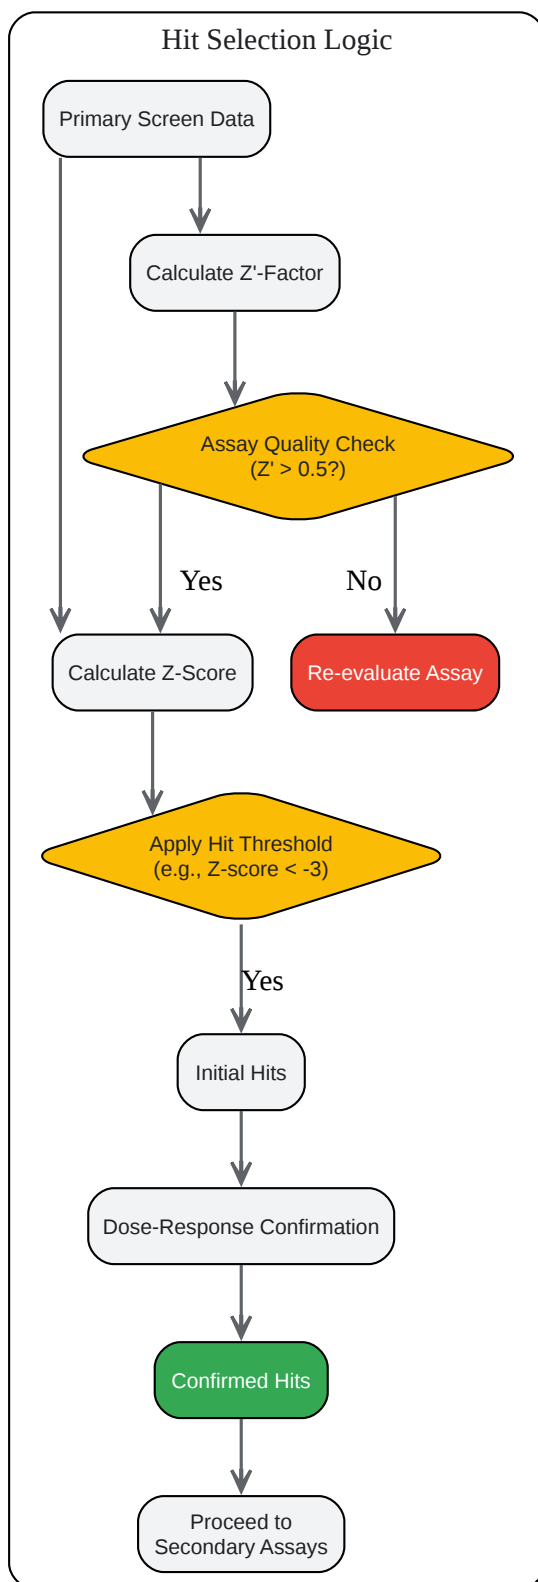 Hit Selection Logic
Primary Screen Data
Calculate Z'-Factor
Assay Quality Check
(Z' > 0.5?)
Yes
No
Calculate Z-Score
Re-evaluate Assay
Apply Hit Threshold
(e.g., Z-score < -3)
Yes
Initial Hits
Dose-Response Confirmation
Confirmed Hits
Proceed to
Secondary Assays